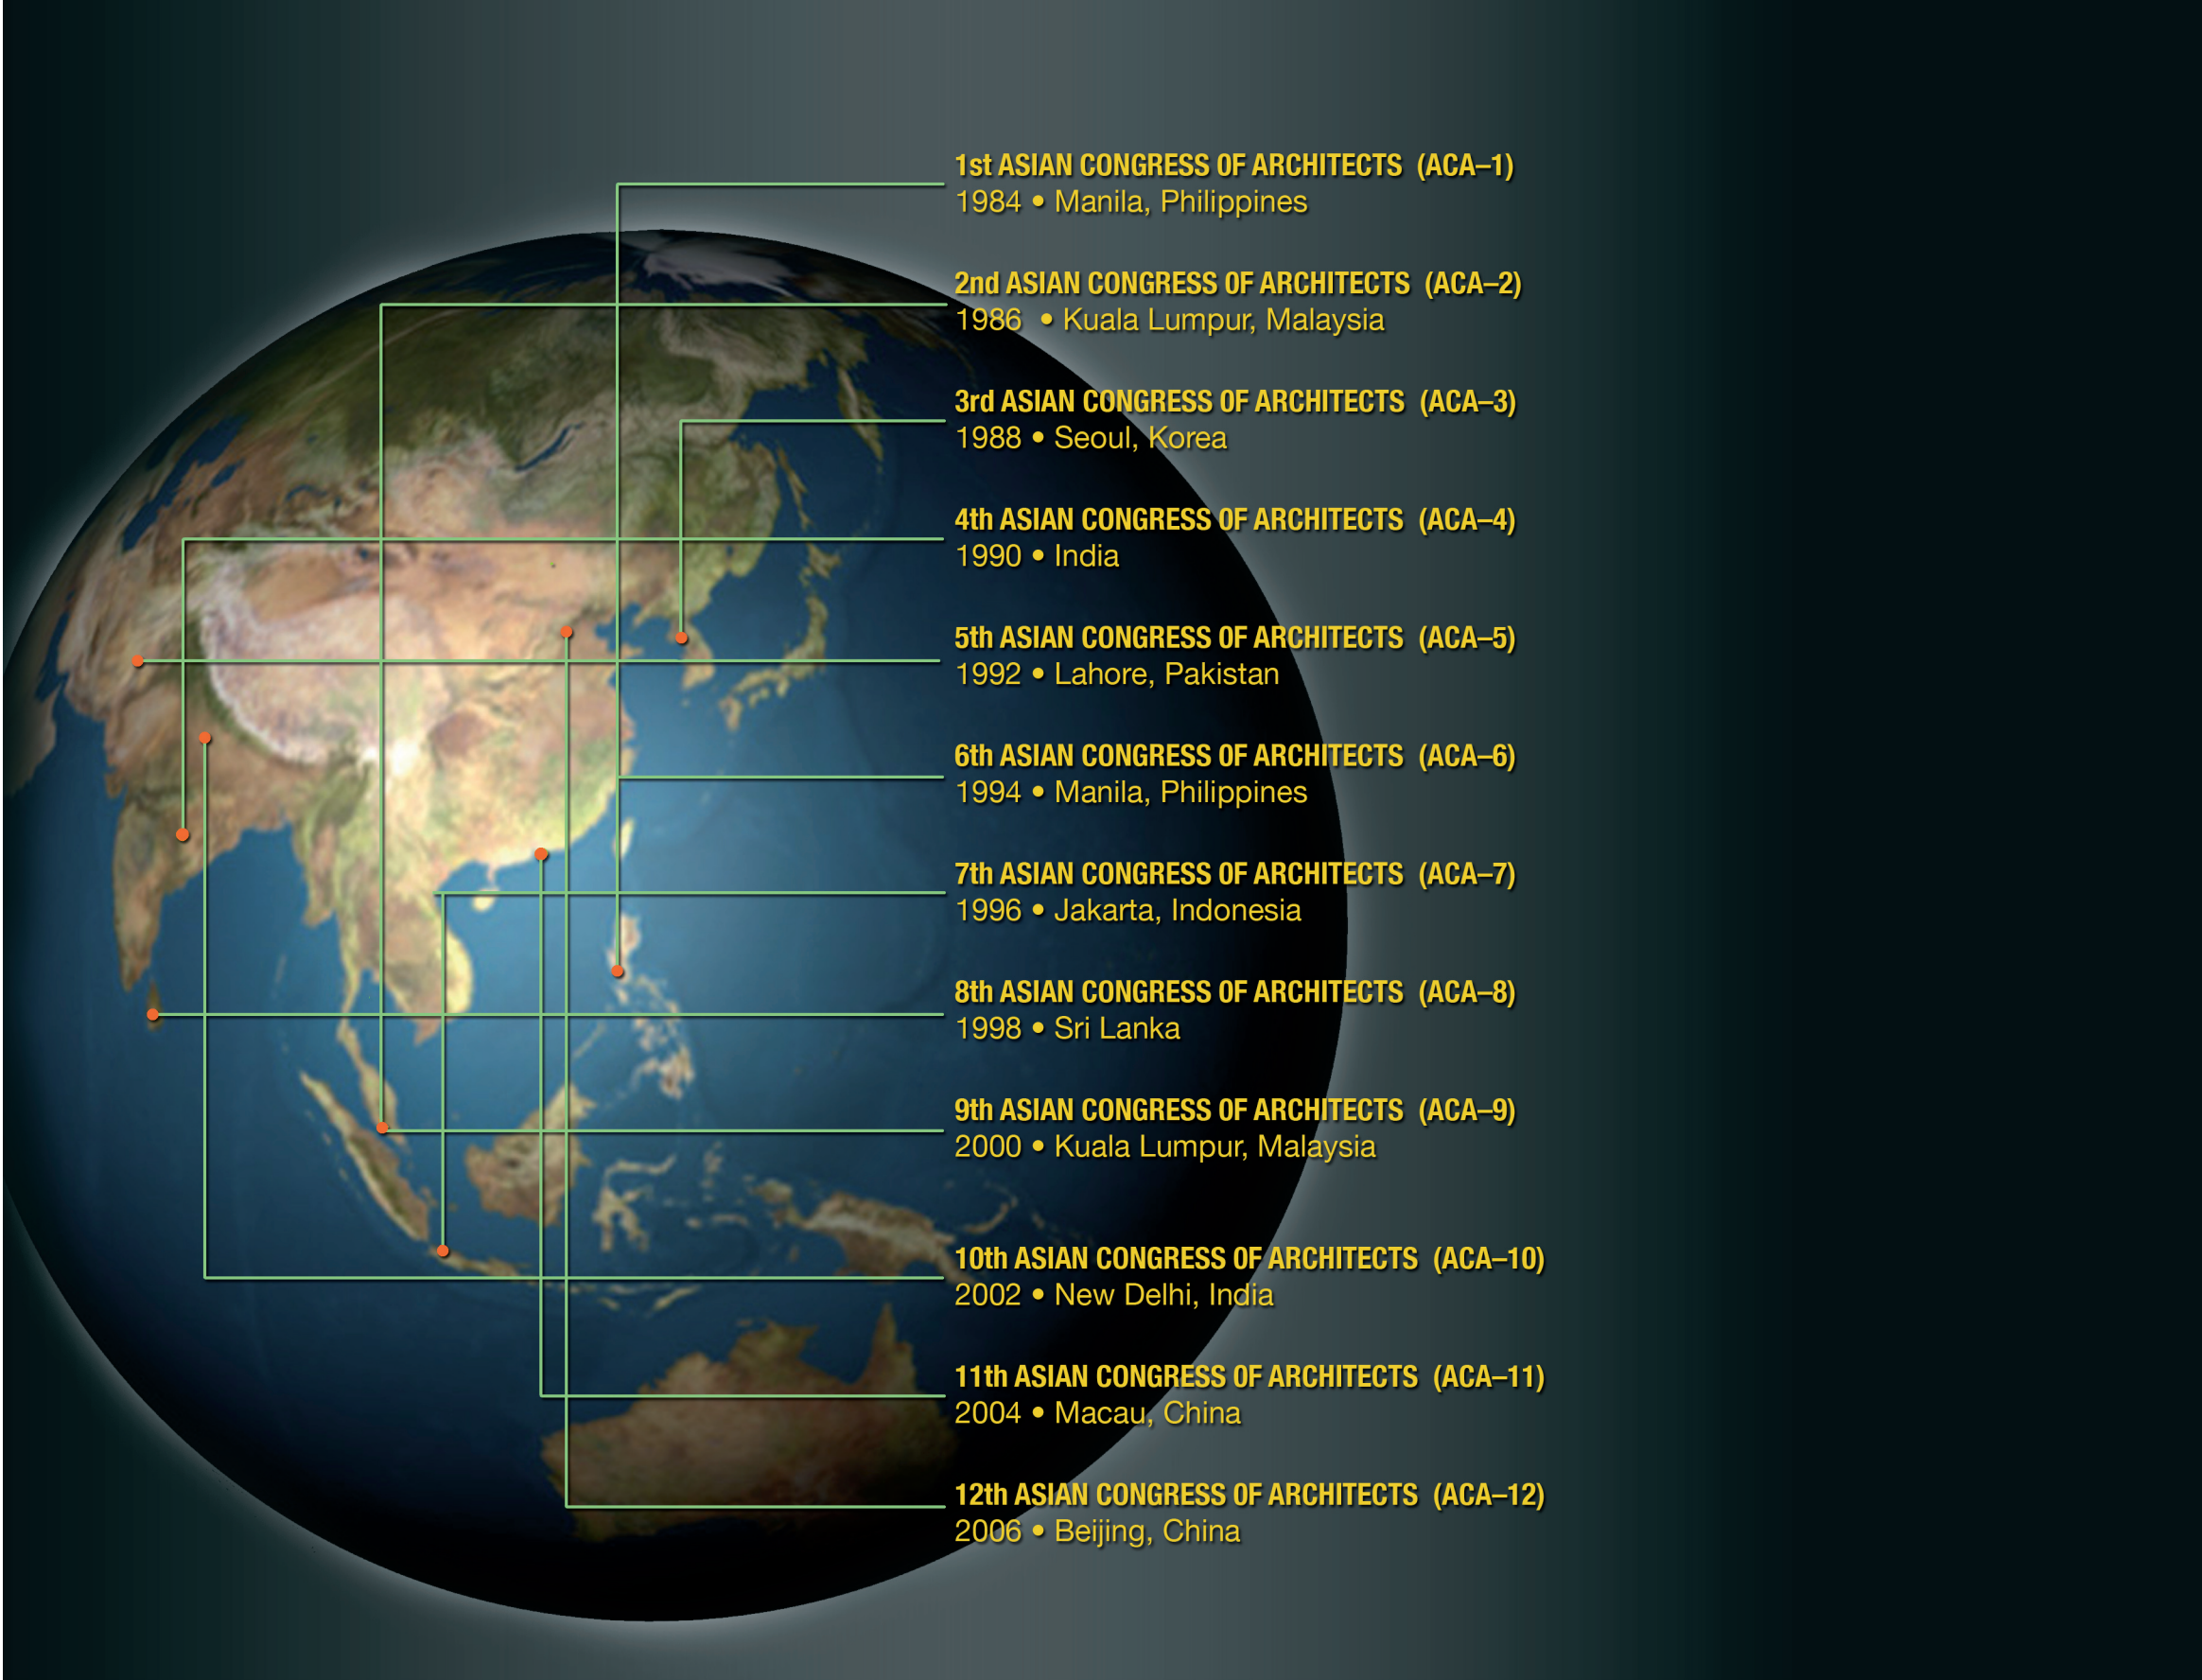 1st ASIAN CONGRESS OF ARCHITECTS (ACA–1)
1984 • Manila, Philippines
2nd ASIAN CONGRESS OF ARCHITECTS (ACA–2)
1986 • Kuala Lumpur, Malaysia
3rd ASIAN CONGRESS OF ARCHITECTS (ACA–3)
1988 • Seoul, Korea
4th ASIAN CONGRESS OF ARCHITECTS (ACA–4)
1990 • India
5th ASIAN CONGRESS OF ARCHITECTS (ACA–5)
1992 • Lahore, Pakistan
6th ASIAN CONGRESS OF ARCHITECTS (ACA–6)
1994 • Manila, Philippines
7th ASIAN CONGRESS OF ARCHITECTS (ACA–7)
1996 • Jakarta, Indonesia
8th ASIAN CONGRESS OF ARCHITECTS (ACA–8)
1998 • Sri Lanka
9th ASIAN CONGRESS OF ARCHITECTS (ACA–9)
2000 • Kuala Lumpur, Malaysia
10th ASIAN CONGRESS OF ARCHITECTS (ACA–10)
2002 • New Delhi, India
11th ASIAN CONGRESS OF ARCHITECTS (ACA–11)
2004 • Macau, China
12th ASIAN CONGRESS OF ARCHITECTS (ACA–12)
2006 • Beijing, China